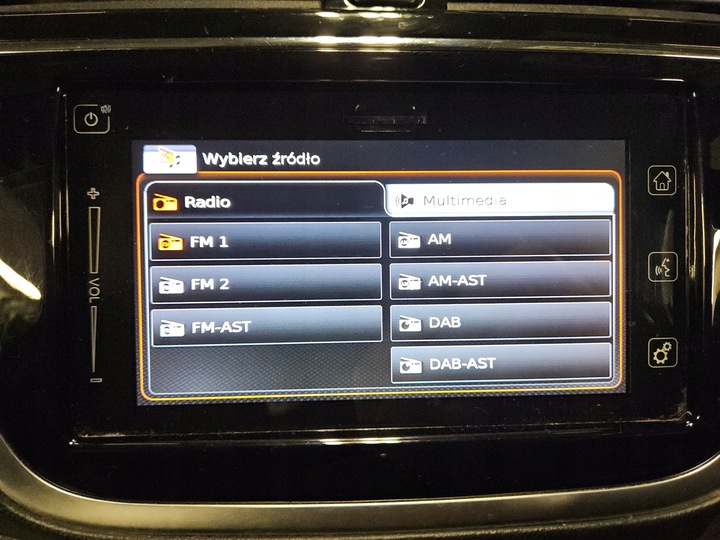 Wybierz źródło
Radio
Multimedia
FM 1
AM
FM 2
AM-AST
FM-AST
DAB
DAB-AST
+
VOL
−